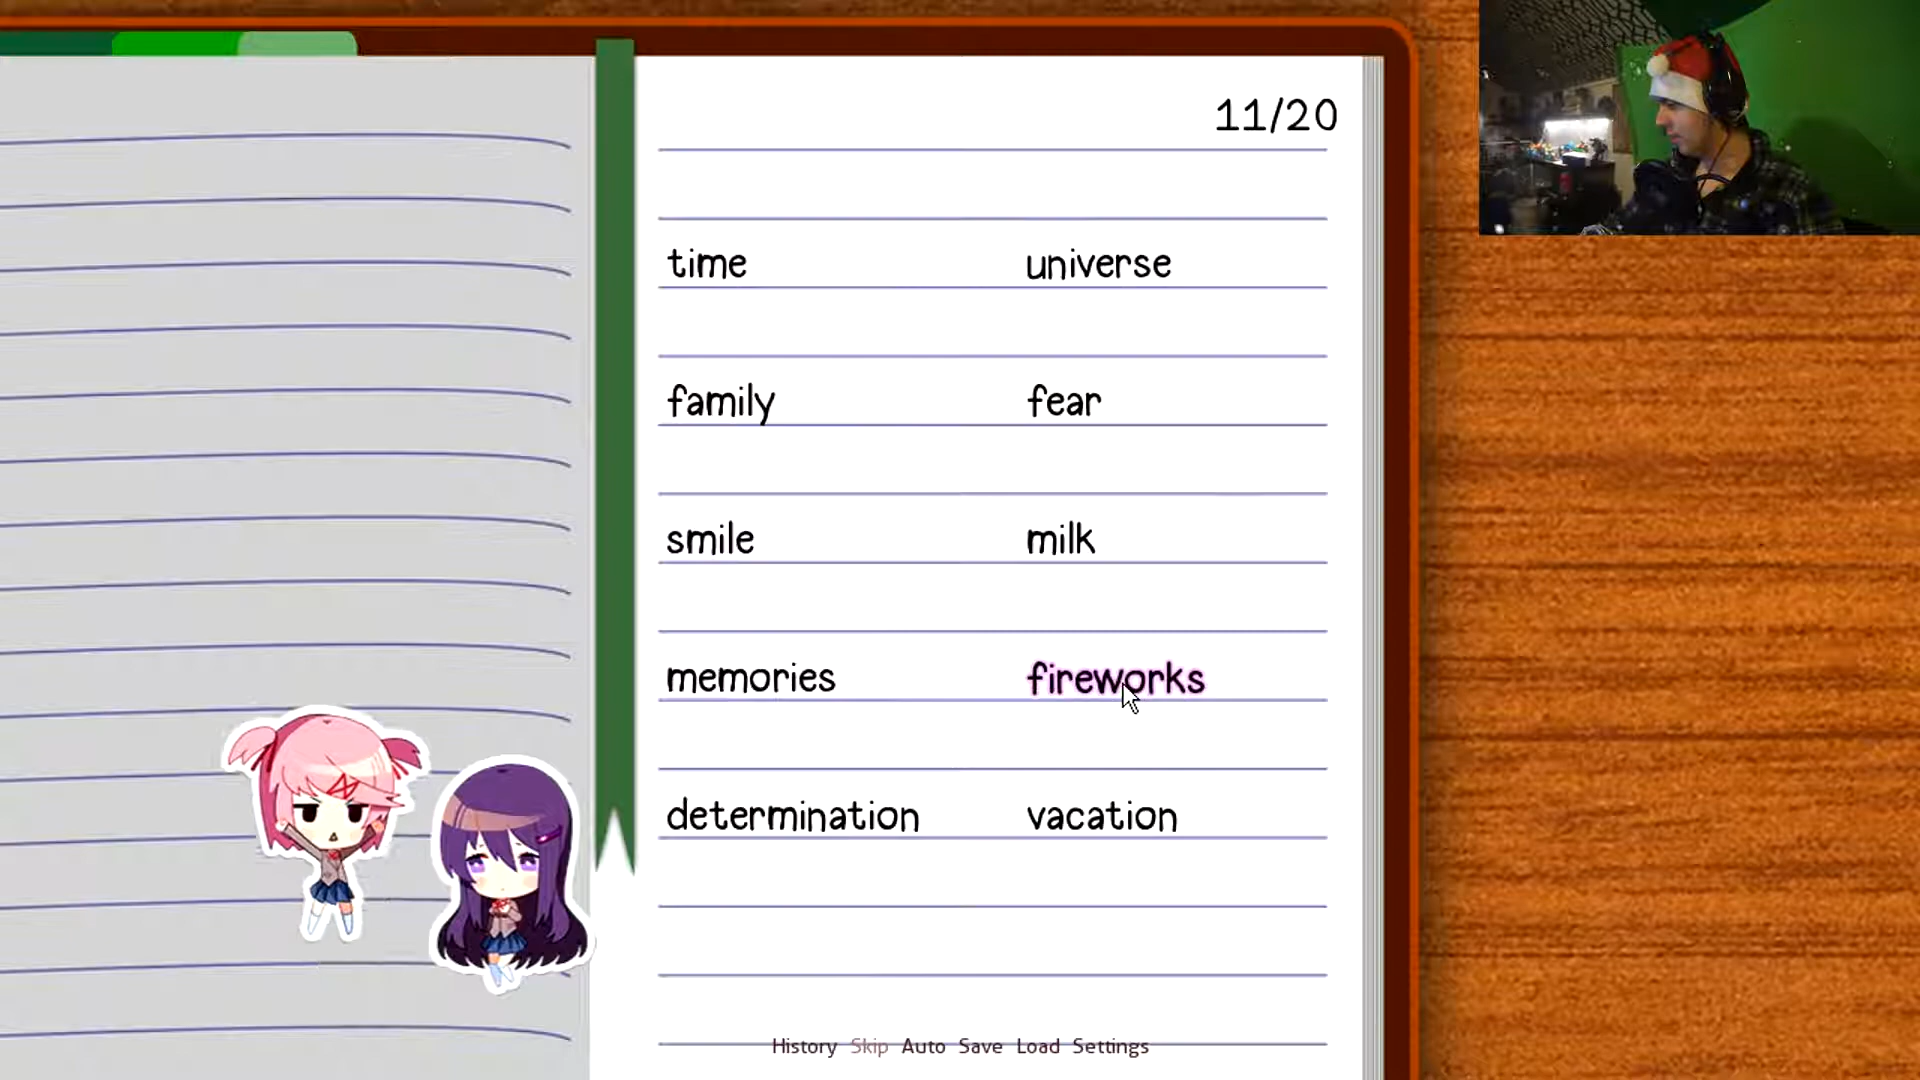 11/20
time universe
family fear
smile milk
memories fireworks
determination vacation
History Skip Auto Save Load Settings